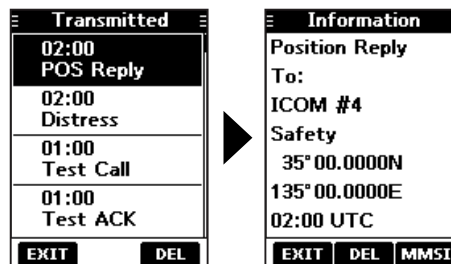 Transmitted
02:00
POS Reply
02:00
Distress
01:00
Test Call
01:00
Test ACK
EXIT DEL
Information
Position Reply
To:
ICOM #4
Safety
35°00.0000N
135°00.0000E
02:00 UTC
EXIT DEL MMSI